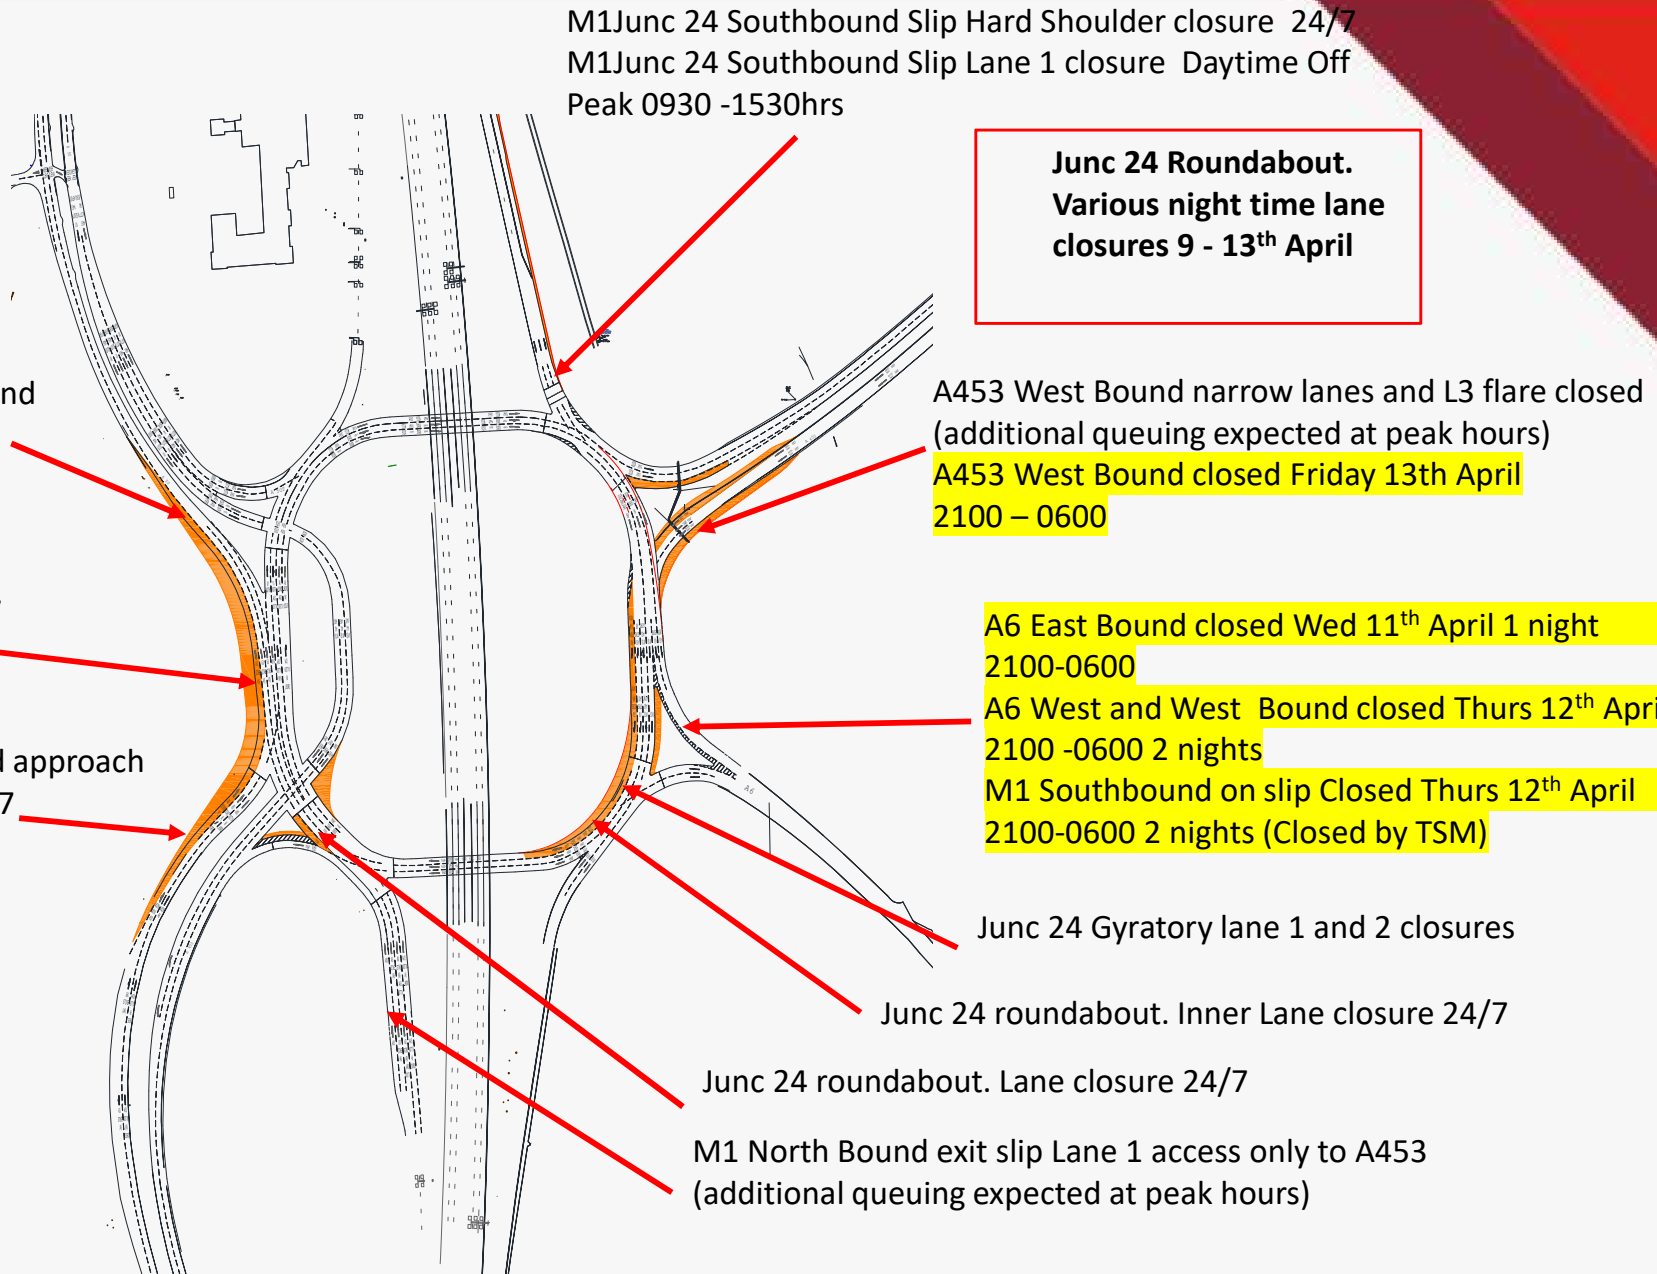 M1Junc 24 Southbound Slip Hard Shoulder closure 24/7
M1Junc 24 Southbound Slip Lane 1 closure Daytime Off
Peak 0930 -1530hrs
Junc 24 Roundabout.
Various night time lane
closures 9 - 13th April
nd
A453 West Bound narrow lanes and L3 flare closed
(additional queuing expected at peak hours)
A453 West Bound closed Friday 13th April
2100 – 0600
A6 East Bound closed Wed 11th April 1 night
2100-0600
A6 West and West Bound closed Thurs 12th Apri
2100 -0600 2 nights
M1 Southbound on slip Closed Thurs 12th April
2100-0600 2 nights (Closed by TSM)
approach
7
A6
Junc 24 Gyratory lane 1 and 2 closures
Junc 24 roundabout. Inner Lane closure 24/7
Junc 24 roundabout. Lane closure 24/7
M1 North Bound exit slip Lane 1 access only to A453
(additional queuing expected at peak hours)